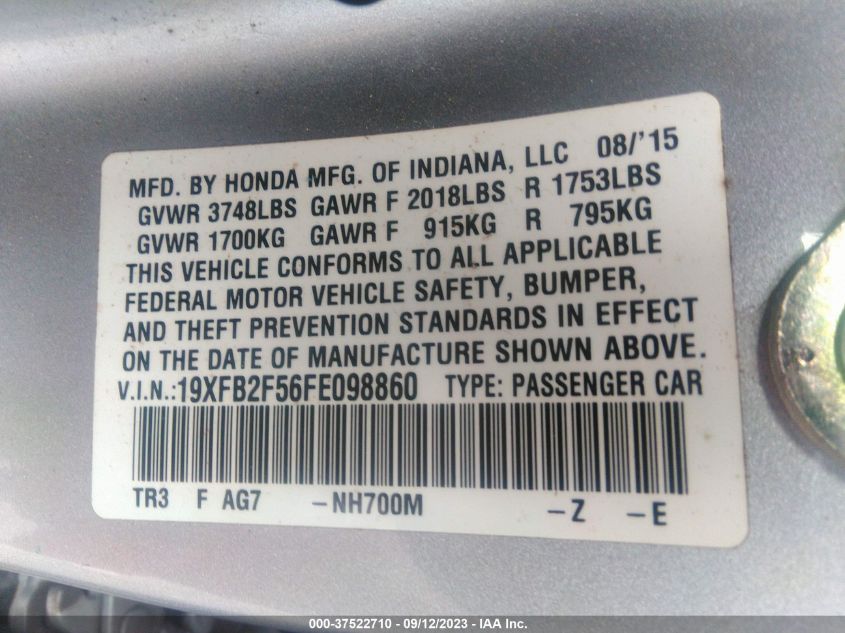 MFD. BY HONDA MFG. OF INDIANA, LLC 08/'15
GVWR 3748LBS GAWR F 2018LBS R 1753LBS
GVWR 1700KG GAWR F 915KG R 795KG
THIS VEHICLE CONFORMS TO ALL APPLICABLE
FEDERAL MOTOR VEHICLE SAFETY, BUMPER,
AND THEFT PREVENTION STANDARDS IN EFFECT
ON THE DATE OF MANUFACTURE SHOWN ABOVE.
V.I.N.:19XFB2F56FE098860 TYPE: PASSENGER CAR
TR3 F AG7 –NH700M –Z –E
000-37522710 - 09/12/2023 - IAA Inc.